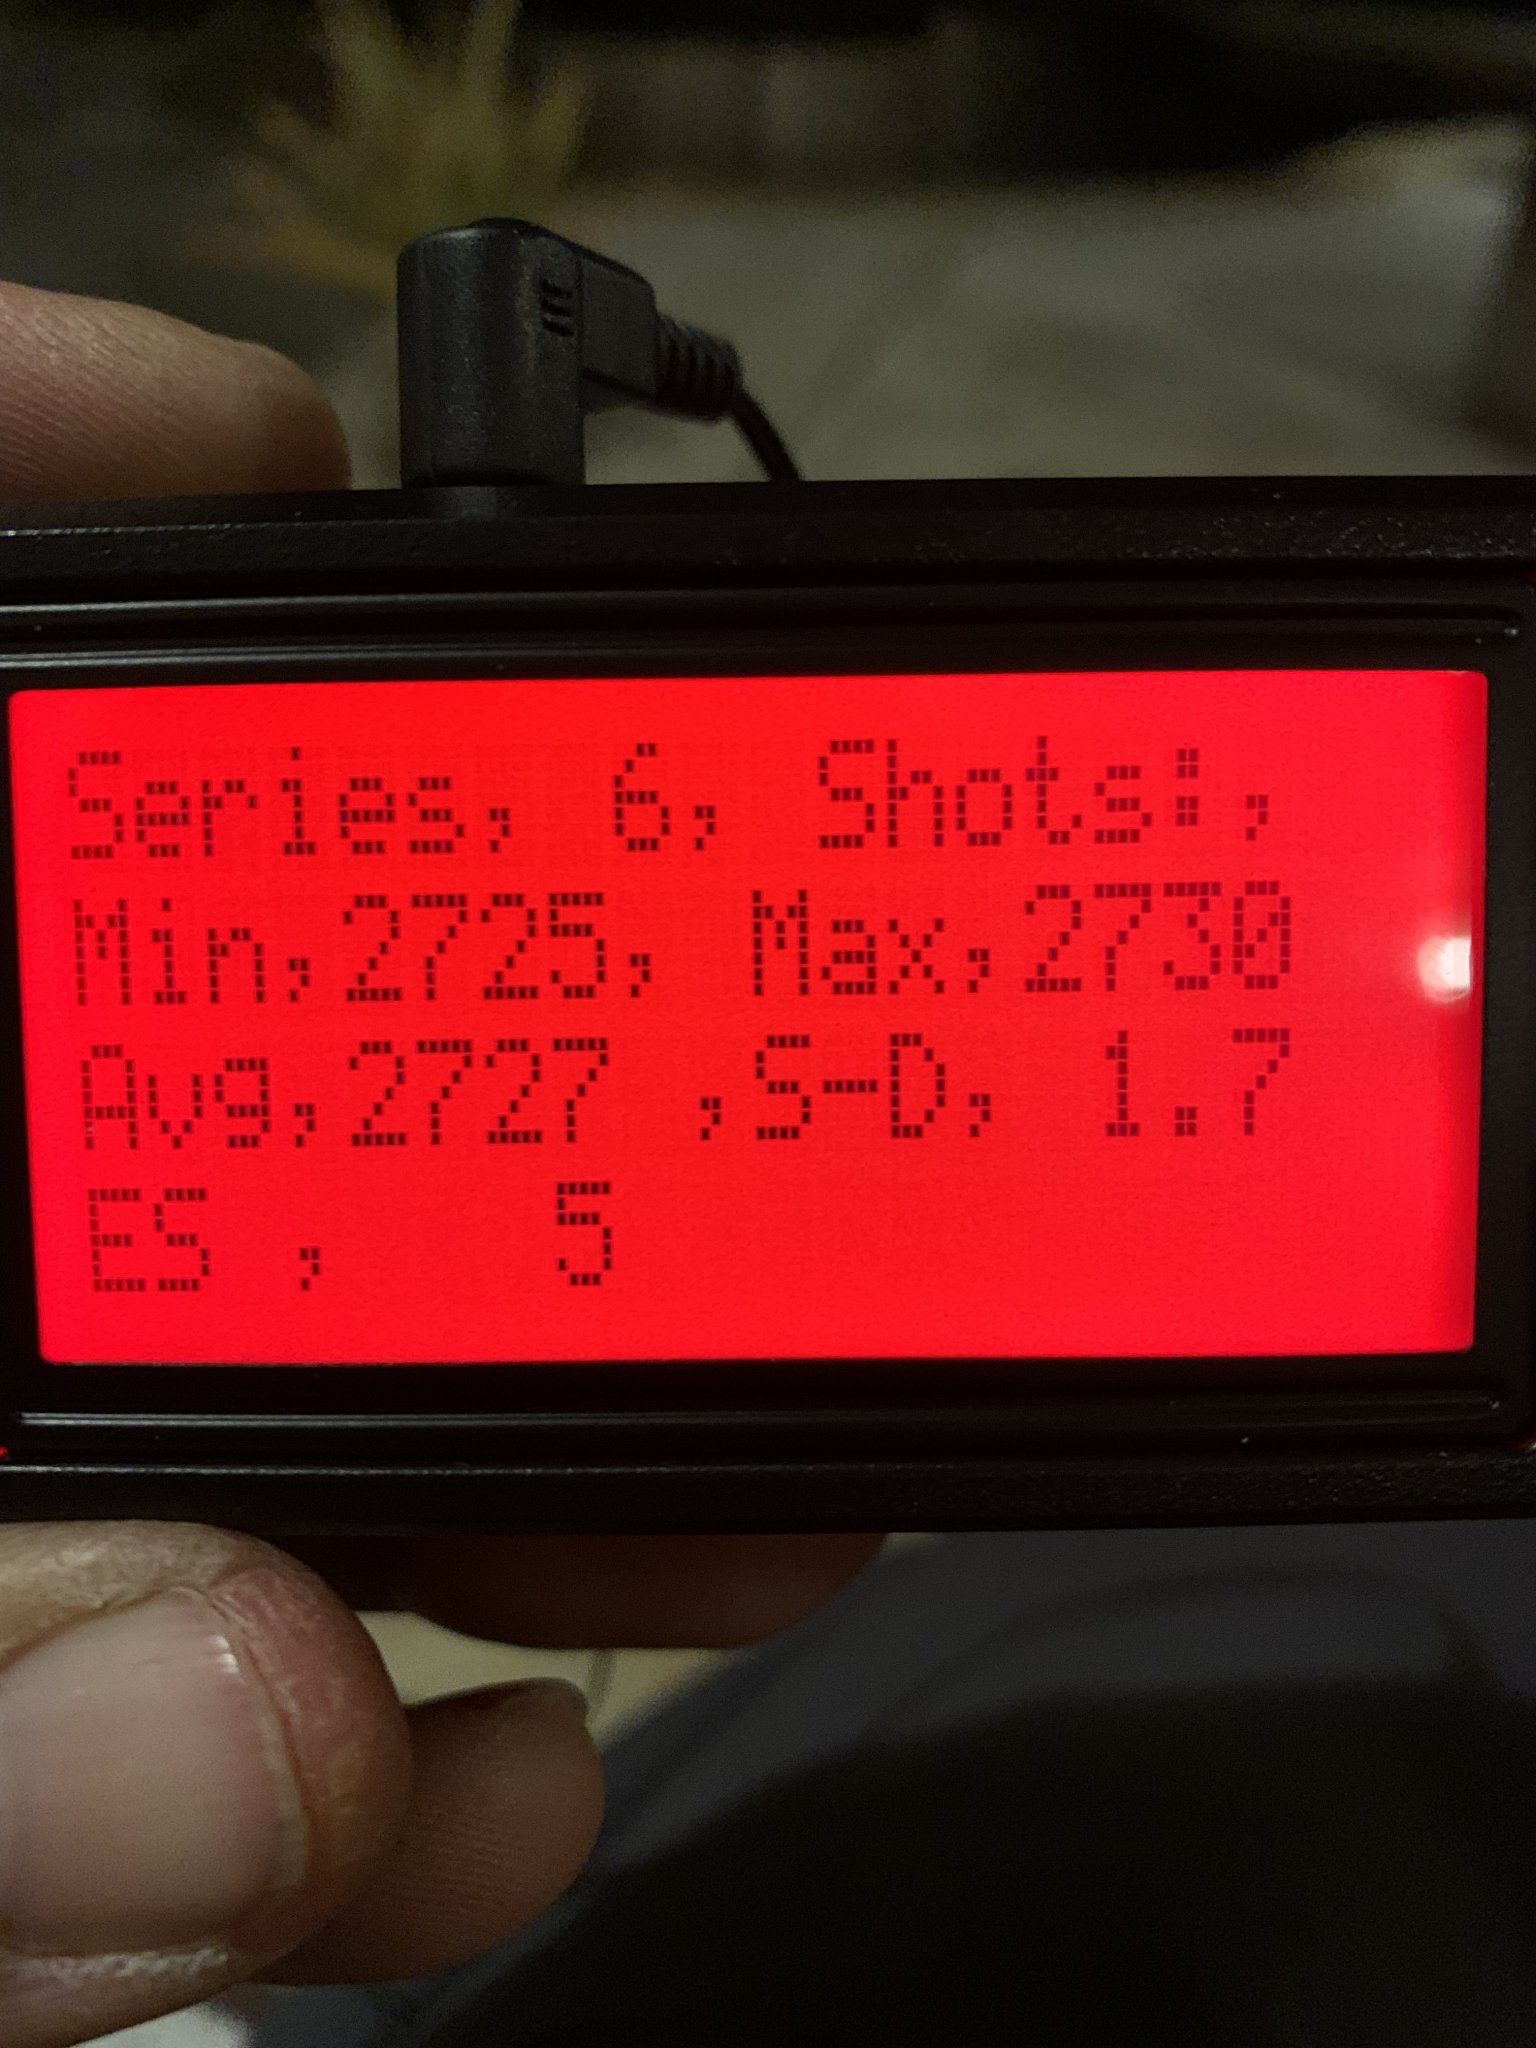 Series, 6, Shots:,
Min,2725, Max,2730
Avg,2727 ,S-D, 1.7
ES , 5